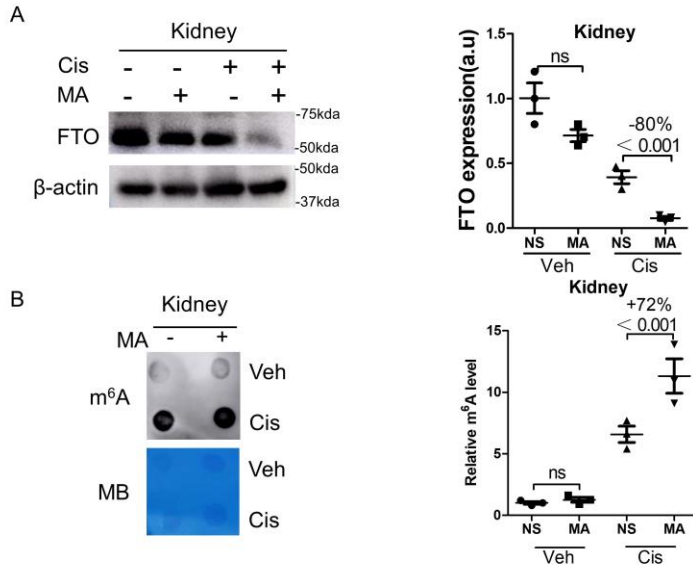 A
Kidney
Cis - - + +
MA - + - +
FTO
-75kda
-50kda
β-actin
-50kda
-37kda
Kidney
FTO expression(a.u)
1.5
1.0
0.5
0.0
ns
-80%
< 0.001
NS MA NS MA
Veh Cis
B
Kidney
MA - +
m⁶A
Veh
Cis
MB
Veh
Cis
Kidney
Relative m⁶A level
15
10
5
0
ns
+72%
< 0.001
NS MA NS MA
Veh Cis